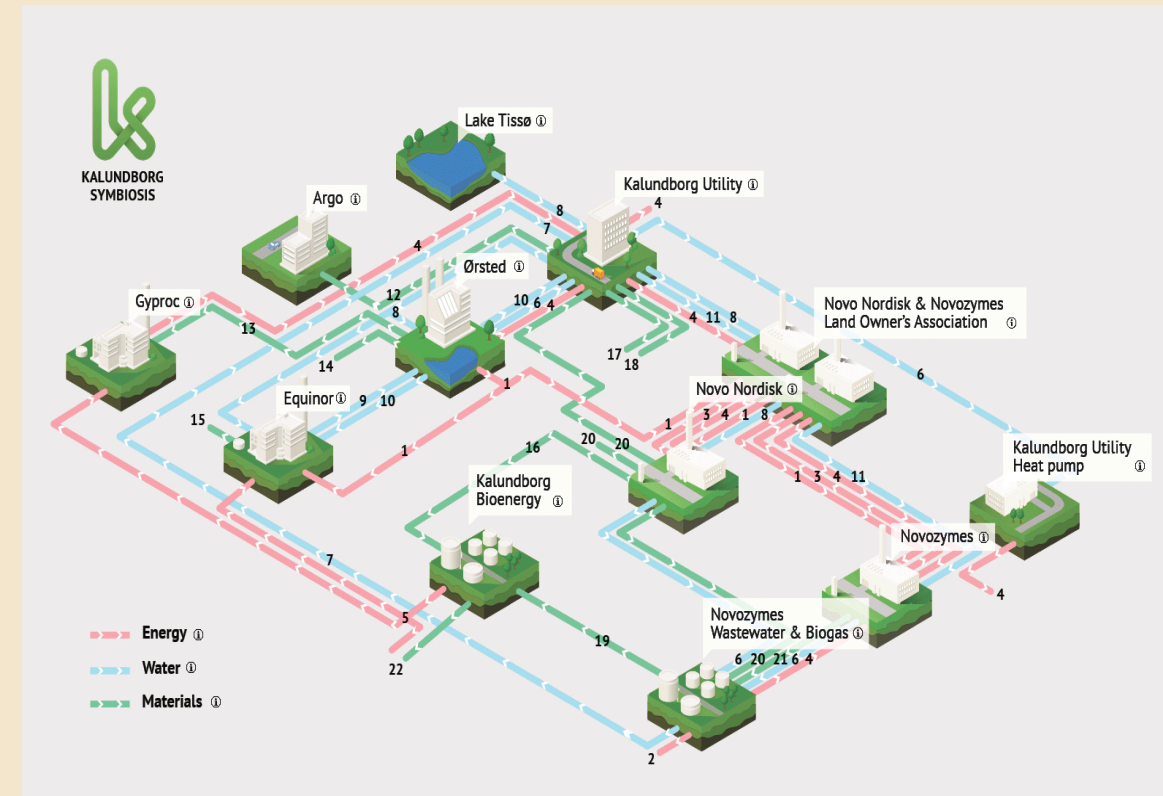 Lake Tissø
KALUNDBORG
SYMBIOSIS
Kalundborg Utility
4
Argo
8
7
4
Ørsted
12
8
10 6 4
Gyproc
13
14
4 11 8
Novo Nordisk & Novozymes
Land Owner's Association
17
18
6
1
Novo Nordisk
Equinor
9 10
15
1
1 3 4 1 8
20
20
16
Kalundborg
Bioenergy
1 3 4 11
Kalundborg Utility
Heat pump
Novozymes
7
4
5
Novozymes
Wastewater & Biogas
19
22
6 20 21 6 4
2
Energy
Water
Materials